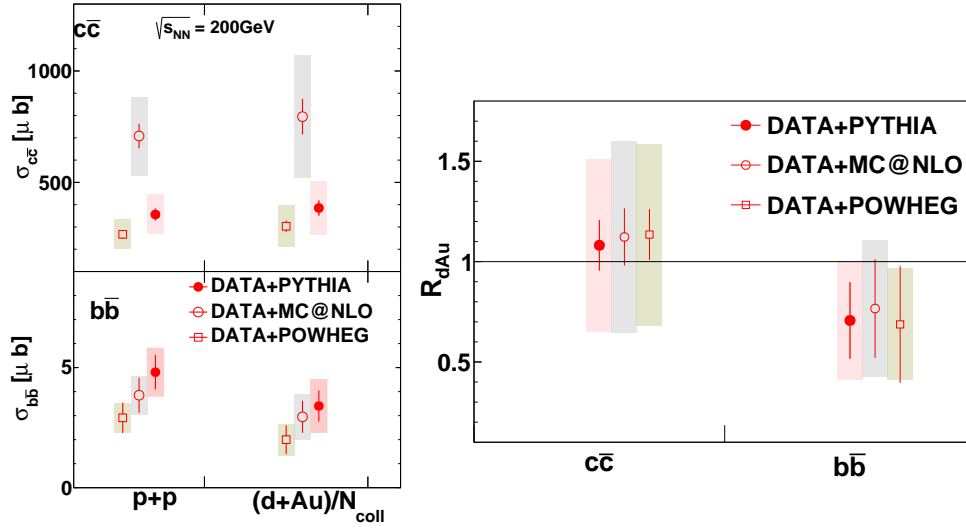 cc̄ √s_NN = 200GeV
1000
500
σ_cc̄ [μ b]
bb̄
DATA+PYTHIA
DATA+MC@NLO
DATA+POWHEG
5
0
σ_bb̄ [μ b]
p+p (d+Au)/N_coll
DATA+PYTHIA
DATA+MC@NLO
DATA+POWHEG
1.5
1
0.5
R_dAu
cc̄ bb̄